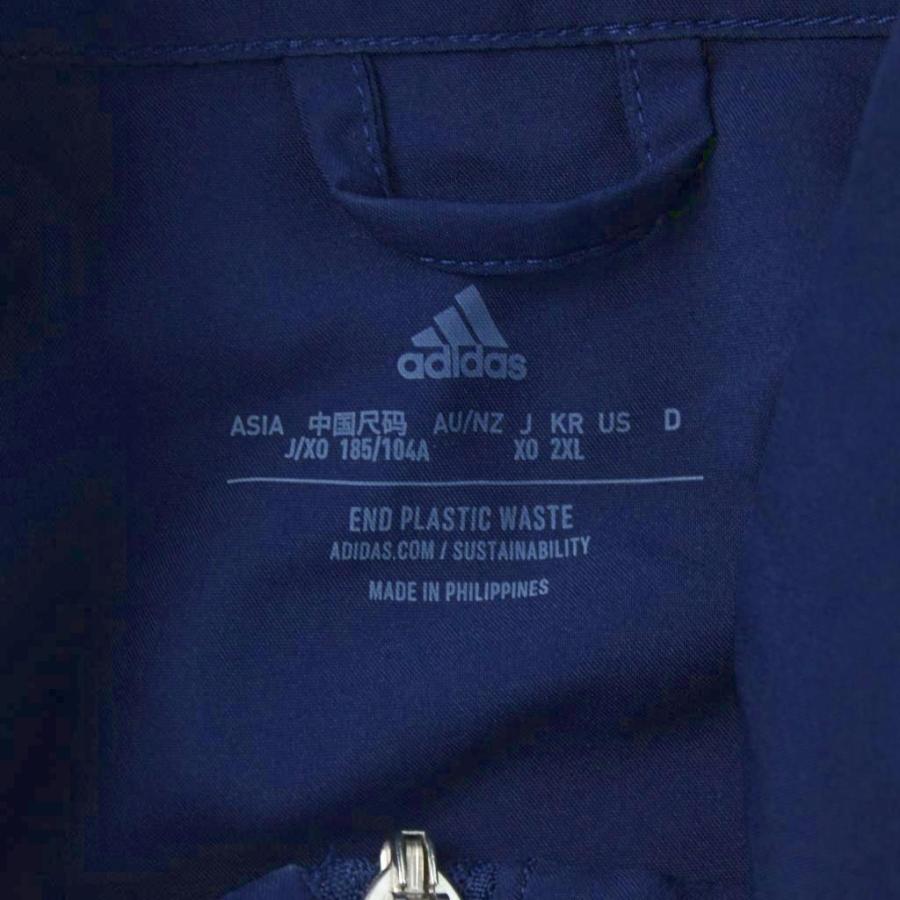 adidas
ASIA 中国尺码 AU/NZ J KR US D
J/XO 185/104A XO 2XL
END PLASTIC WASTE
ADIDAS.COM / SUSTAINABILITY
MADE IN PHILIPPINES